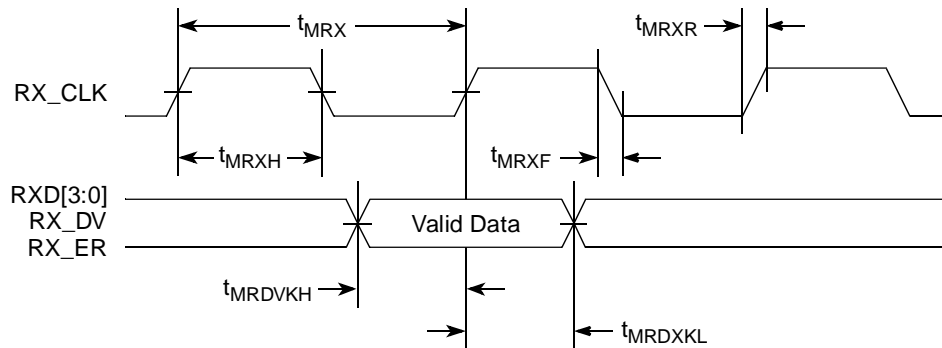 tMRX
tMRXR
RX_CLK
tMRXH
tMRXF
RXD[3:0]
RX_DV
Valid Data
RX_ER
tMRDVKH
tMRDXKL